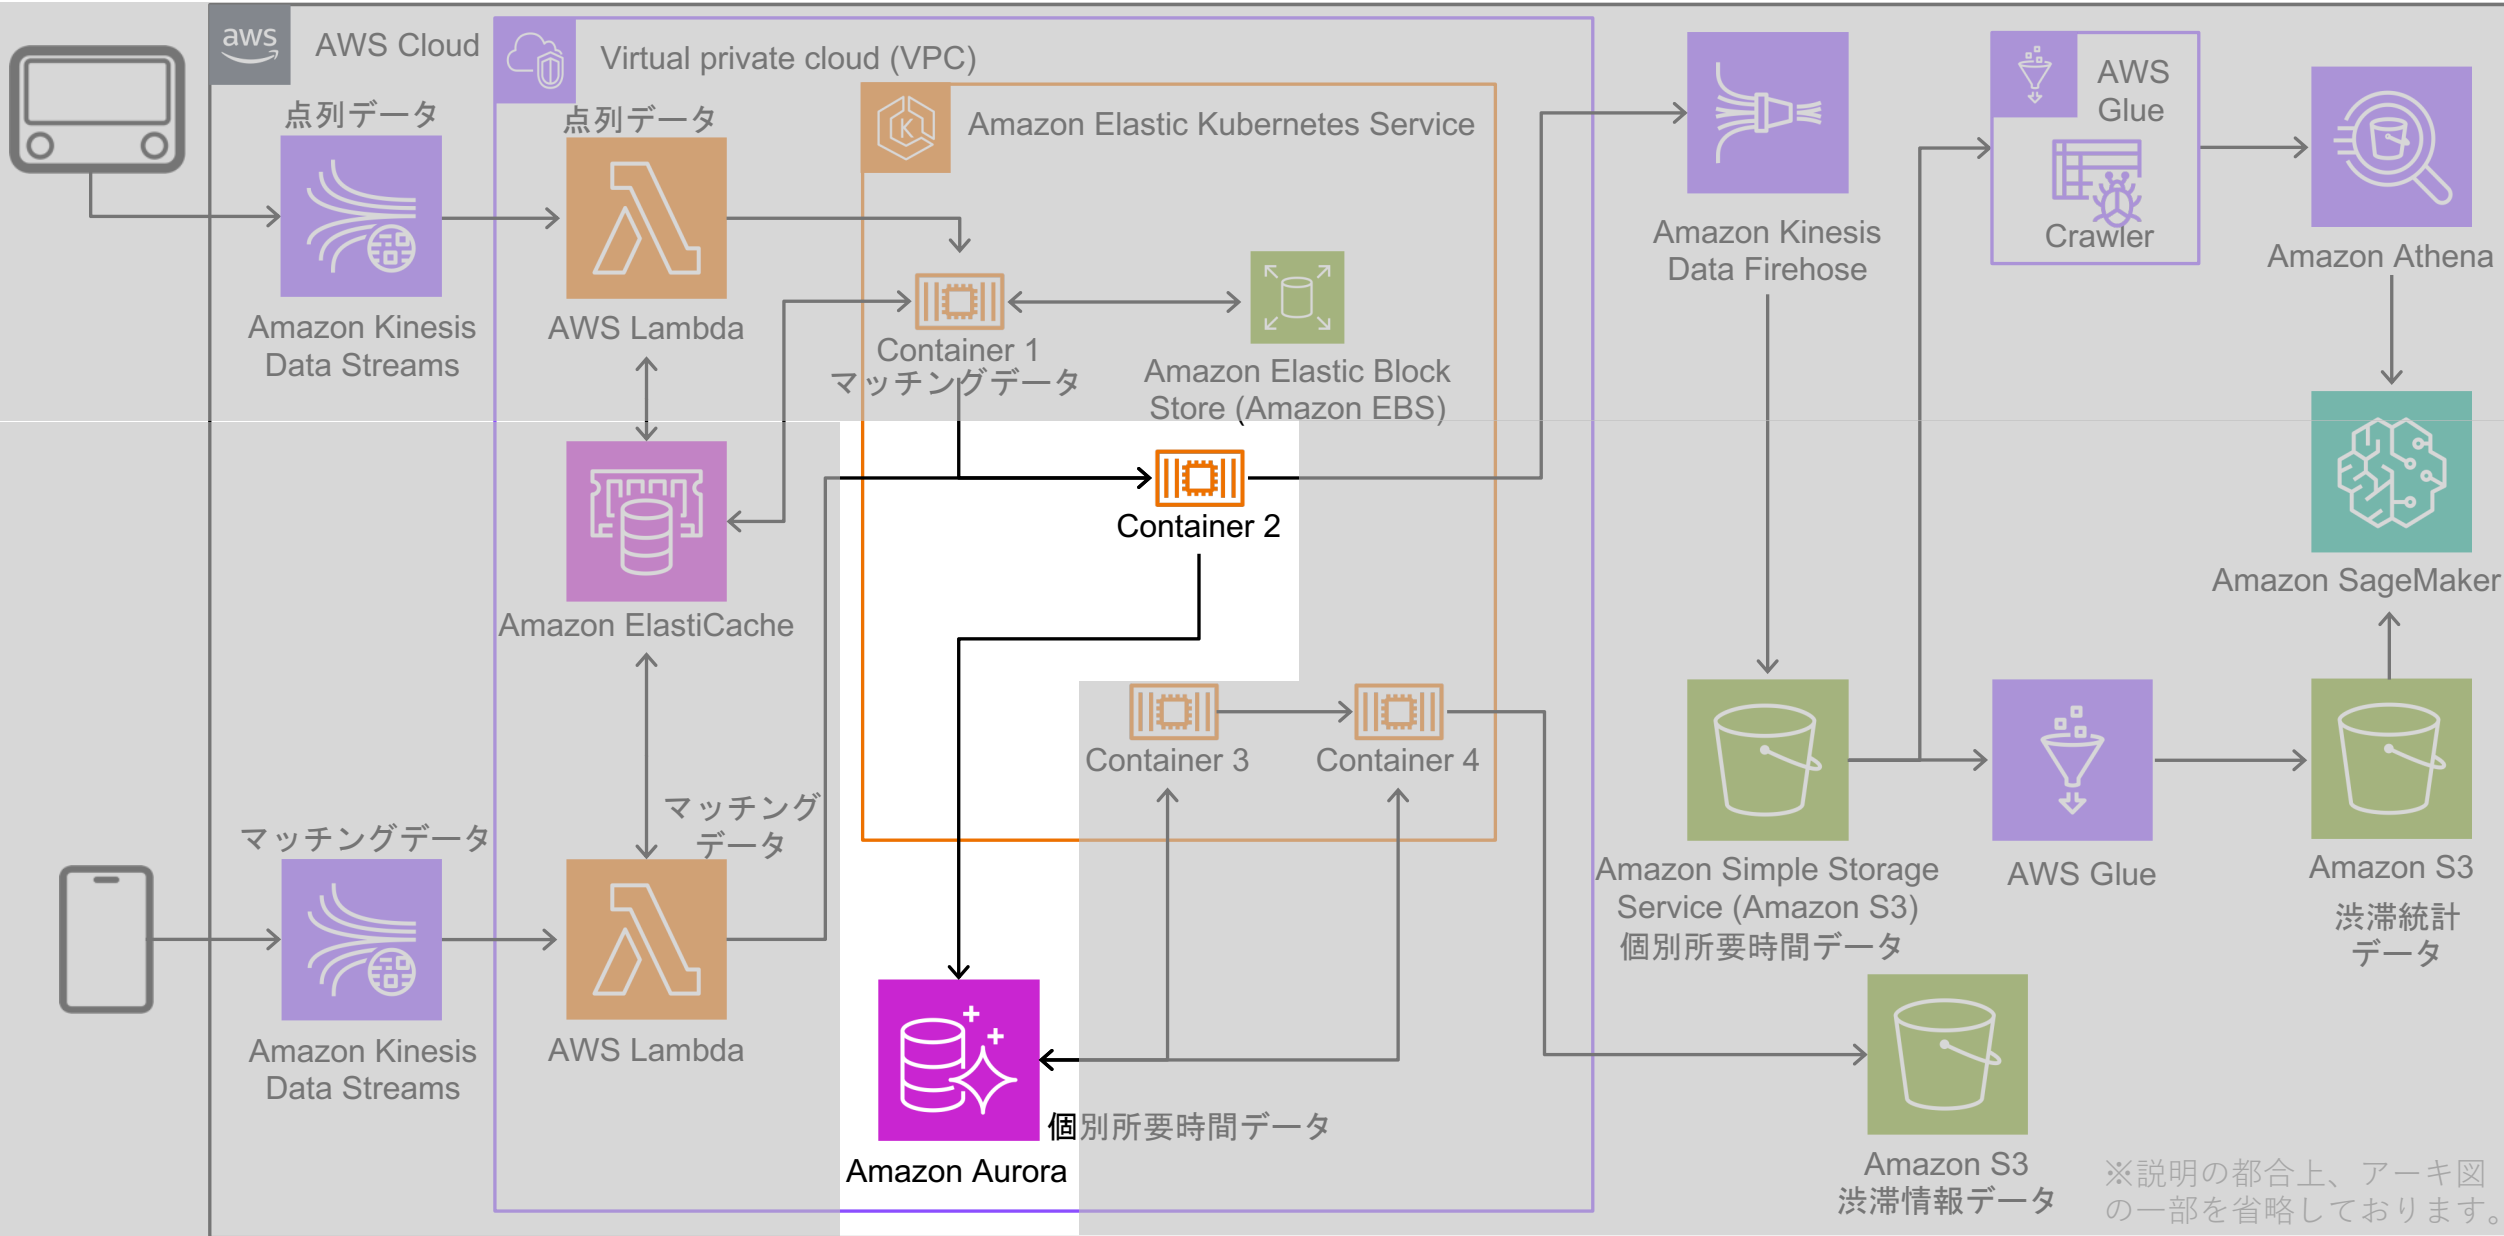 aws
AWS Cloud
Virtual private cloud (VPC)
点列データ
点列データ
Amazon Elastic Kubernetes Service
K
AWS
Glue
Crawler
Amazon Kinesis
Data Streams
AWS Lambda
Container 1
マッチングデータ
Amazon Elastic Block
Store (Amazon EBS)
Amazon Kinesis
Data Firehose
Amazon Athena
Container 2
Amazon ElastiCache
Amazon SageMaker
Container 3
Container 4
マッチングデータ
マッチング
データ
Amazon Kinesis
Data Streams
AWS Lambda
個別所要時間データ
Amazon Aurora
Amazon Simple Storage
Service (Amazon S3)
個別所要時間データ
AWS Glue
Amazon S3
渋滞統計
データ
Amazon S3
渋滞情報データ
※説明の都合上、アーキ図
の一部を省略しております。